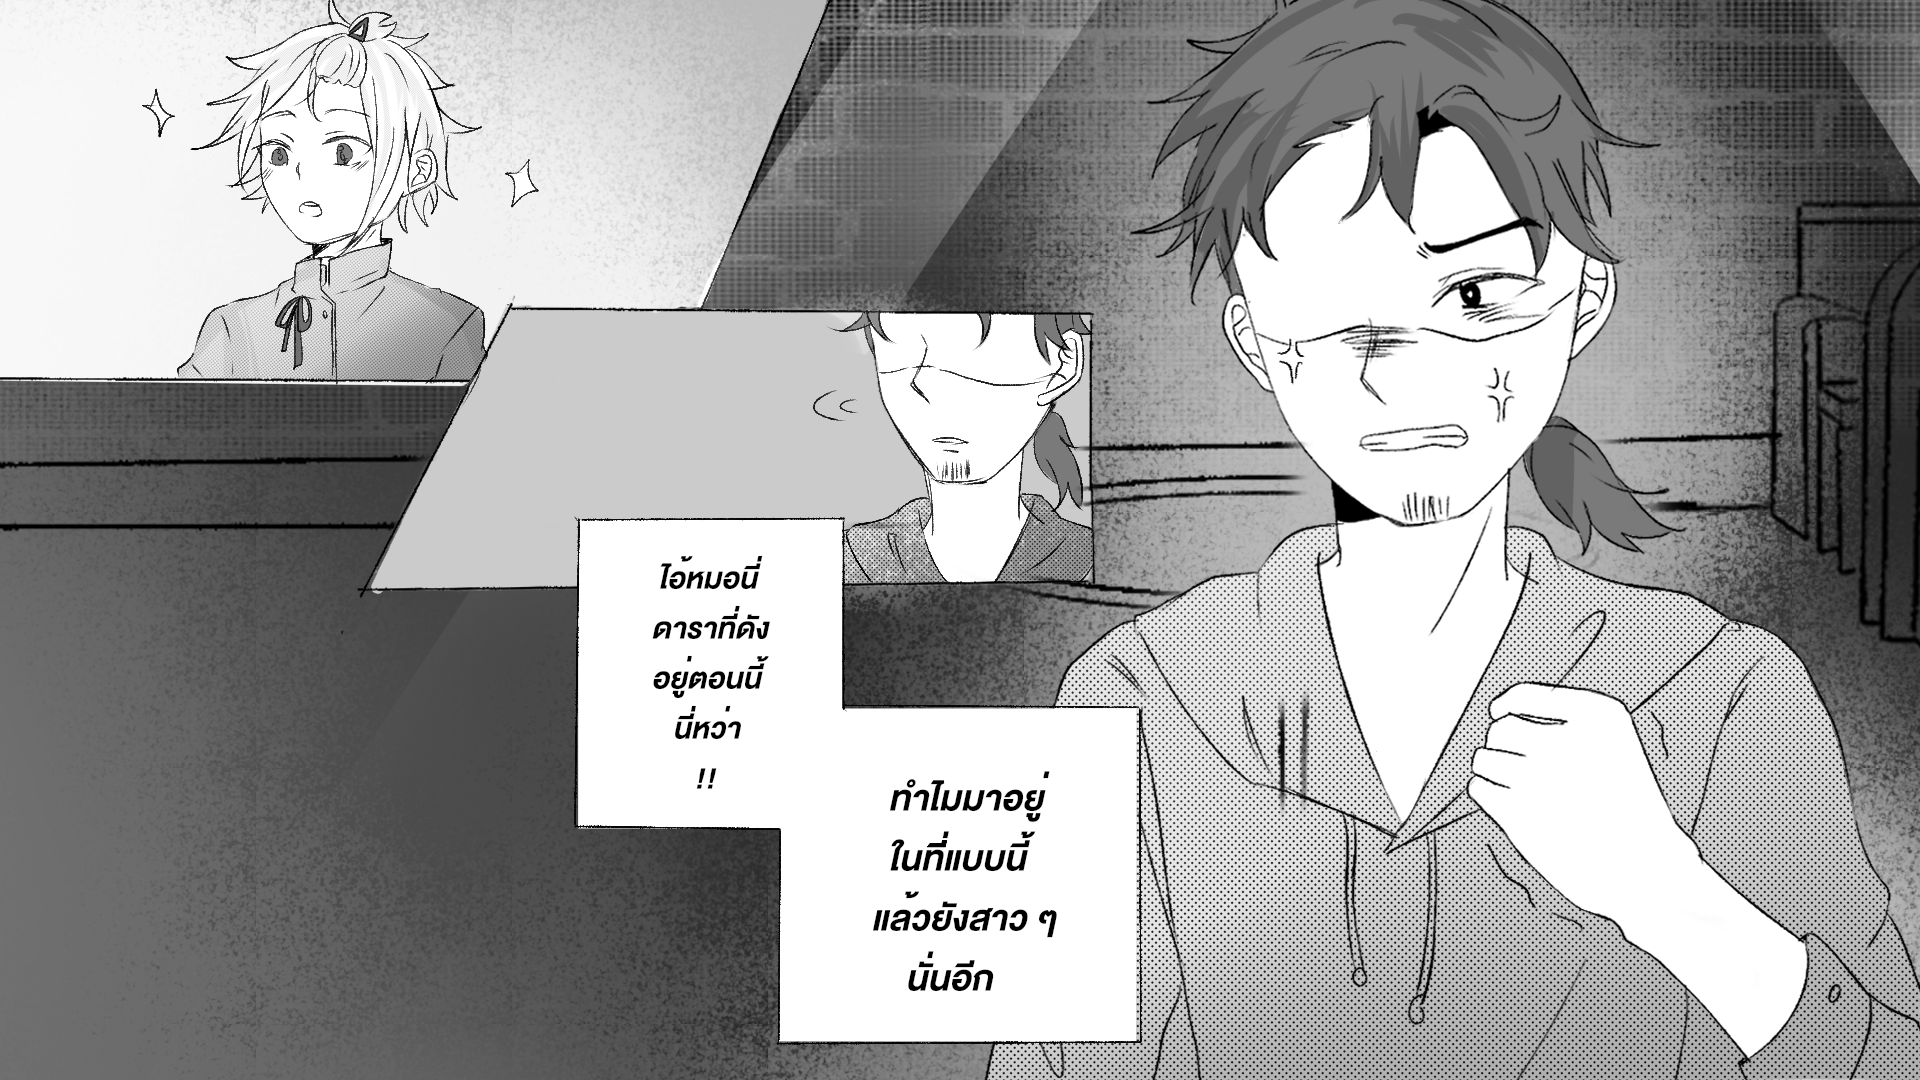 ไอ้หมอนี่
ดาราที่ดัง
อยู่ตอนนี้
นี่หว่า
!!
ทำไมมาอยู่
ในที่แบบนี้
แล้วยังสาว ๆ
นั่นอีก